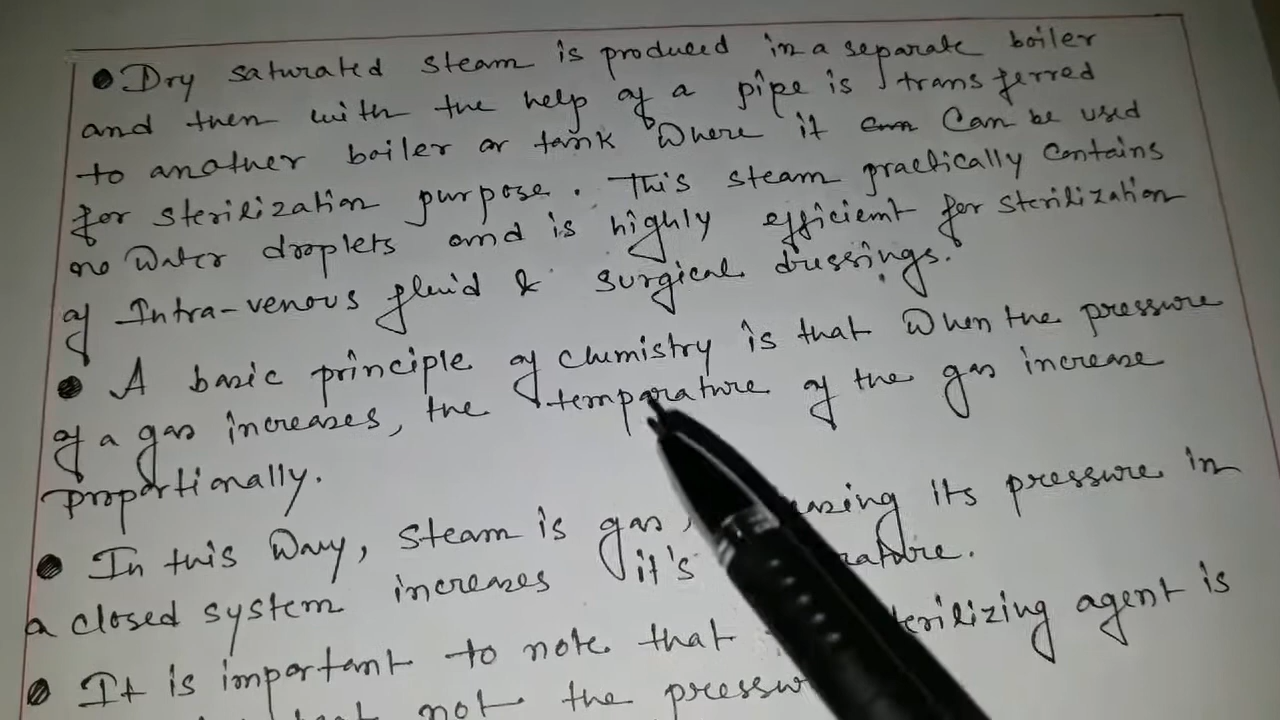 Dry saturated steam is produced in a separate boiler
and then with the help of a pipe is transferred
to another boiler or tank where it can Can be used
for sterilization purpose. This steam practically contains
no water droplets and is highly efficient for sterilization
of Intra-venous fluid & surgical dressings.
A basic principle of chemistry is that When the pressure
of a gas increases, the temparature of the gas increase
proportionally.
In this way, steam is gas, its pressure in
a closed system increases it's
It is important to note that agent is
not the